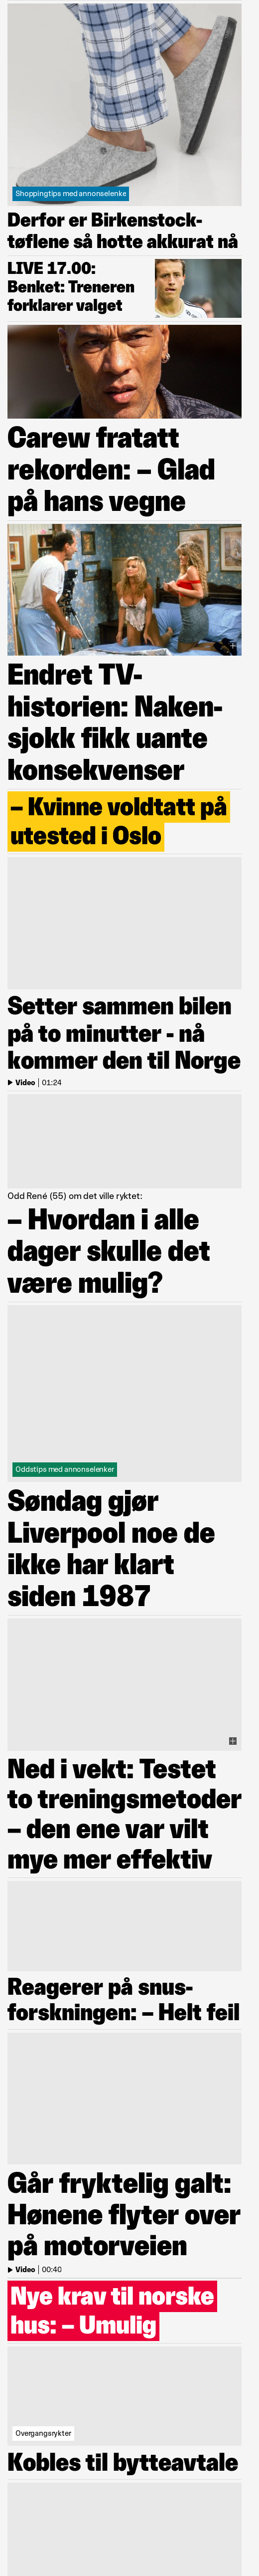 Shoppingtips med annonselenke
Derfor er Birkenstock-
tøflene så hotte akkurat nå
LIVE 17.00:
Benket: Treneren
forklarer valget
Carew fratatt
rekorden: – Glad
på hans vegne
Endret TV-
historien: Naken-
sjokk fikk uante
konsekvenser
– Kvinne voldtatt på
utested i Oslo
Setter sammen bilen
på to minutter - nå
kommer den til Norge
Video | 01:24
Odd René (55) om det ville ryktet:
– Hvordan i alle
dager skulle det
være mulig?
Oddstips med annonselenker
Søndag gjør
Liverpool noe de
ikke har klart
siden 1987
Ned i vekt: Testet
to treningsmetoder
– den ene var vilt
mye mer effektiv
Reagerer på snus-
forskningen: – Helt feil
Går fryktelig galt:
Hønene flyter over
på motorveien
Video | 00:40
Nye krav til norske
hus: – Umulig
Overgangsrykter
Kobles til bytteavtale